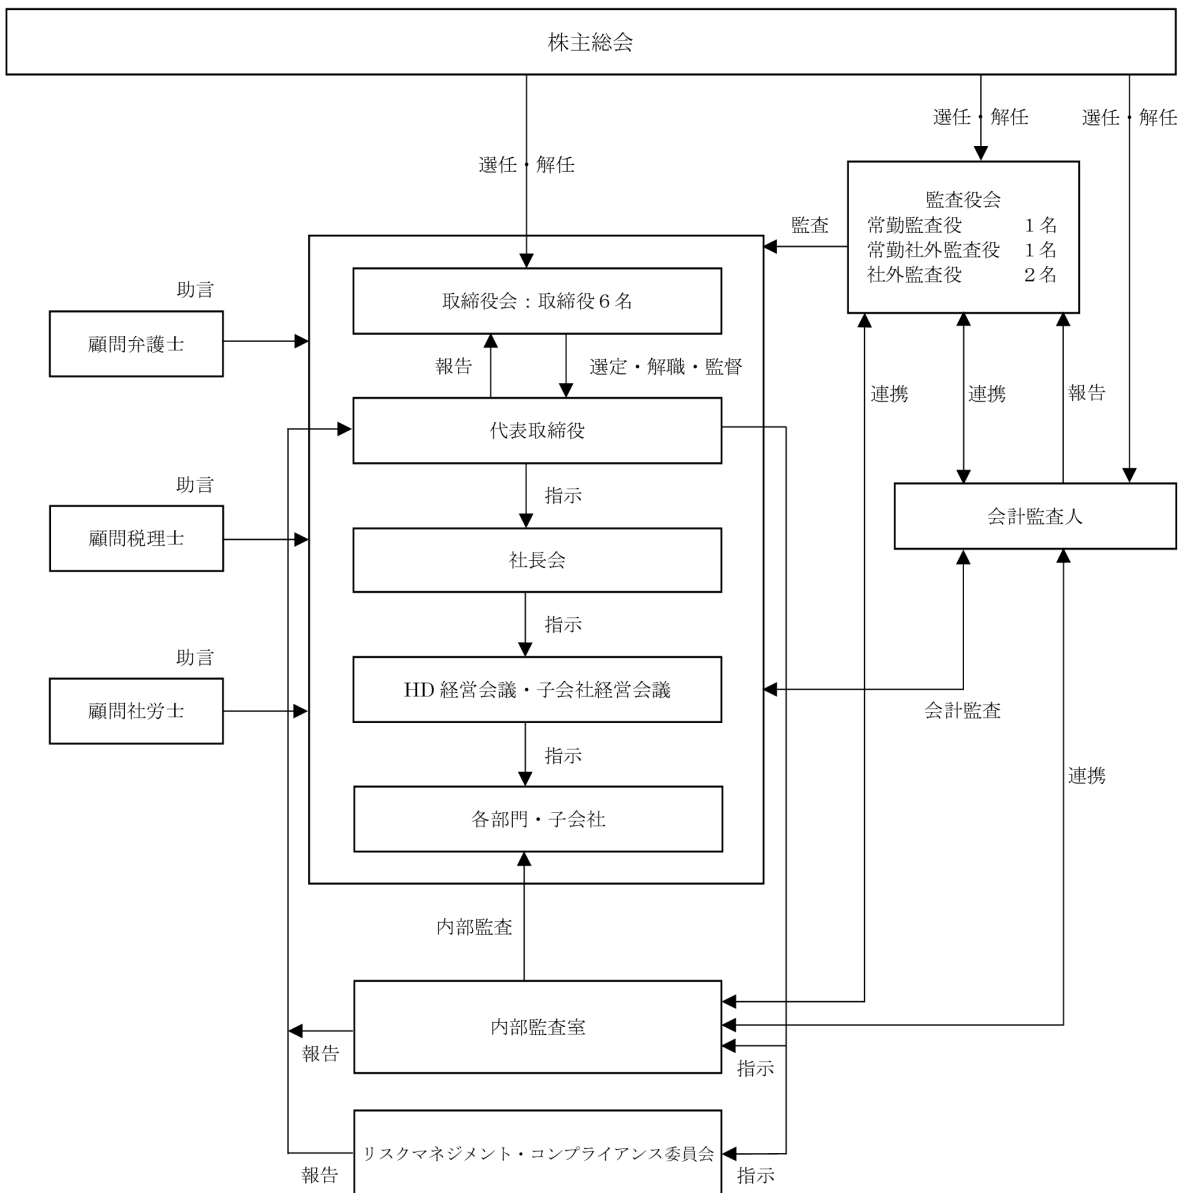 株主総会
選任・解任
選任・解任
選任・解任
監査役会
常勤監査役 1名
常勤社外監査役 1名
社外監査役 2名
監査
取締役会：取締役6名
助言
顧問弁護士
報告
選定・解職・監督
連携
連携
報告
代表取締役
助言
顧問税理士
指示
会計監査人
社長会
指示
助言
顧問社労士
HD経営会議・子会社経営会議
会計監査
指示
連携
各部門・子会社
内部監査
内部監査室
報告
指示
リスクマネジメント・コンプライアンス委員会
報告
指示